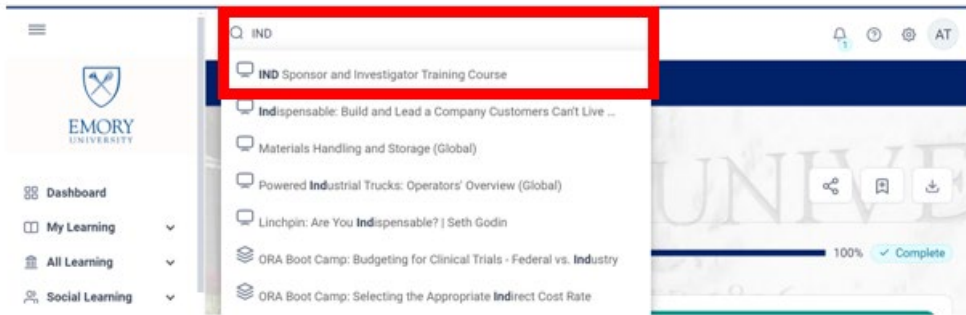 IND
1
AT
IND Sponsor and Investigator Training Course
EMORY
UNIVERSITY
Indispensable: Build and Lead a Company Customers Can't Live ...
Materials Handling and Storage (Global)
Powered Industrial Trucks: Operators' Overview (Global)
Linchpin: Are You Indispensable? | Seth Godin
ORA Boot Camp: Budgeting for Clinical Trials - Federal vs. Industry
ORA Boot Camp: Selecting the Appropriate Indirect Cost Rate
Dashboard
My Learning
All Learning
Social Learning
UNIVE
100% Complete